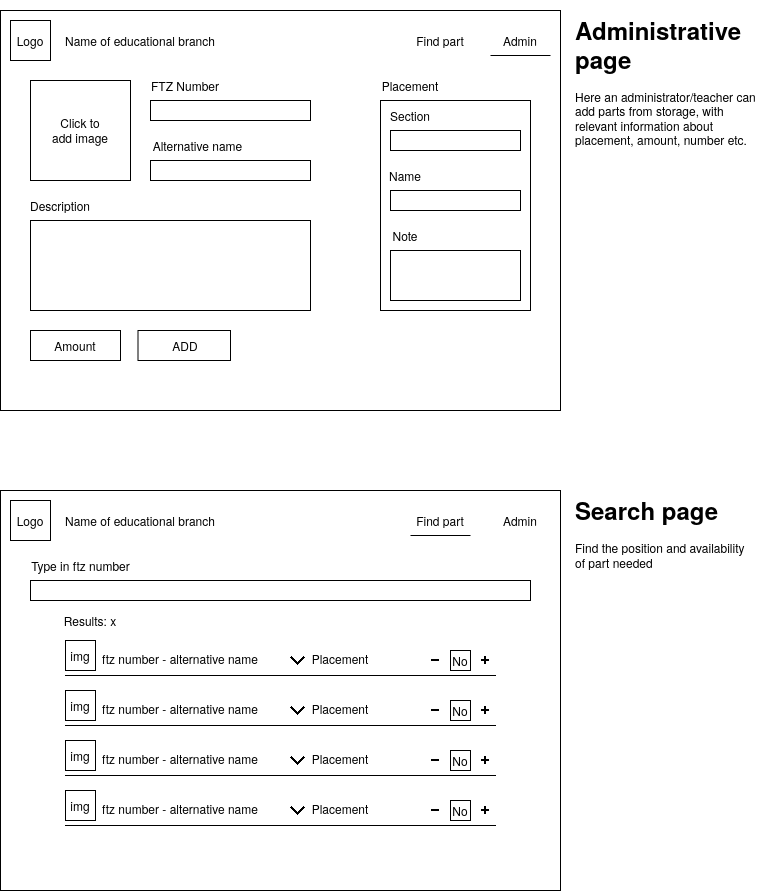 Logo
Name of educational branch
Find part
Admin
Administrative
page
Here an administrator/teacher can
add parts from storage, with
relevant information about
placement, amount, number etc.
Click to
add image
FTZ Number
Alternative name
Description
Amount
ADD
Placement
Section
Name
Note
Logo
Name of educational branch
Find part
Admin
Search page
Find the position and availability
of part needed
Type in ftz number
Results: x
img ftz number - alternative name Placement - No +
img ftz number - alternative name Placement - No +
img ftz number - alternative name Placement - No +
img ftz number - alternative name Placement - No +